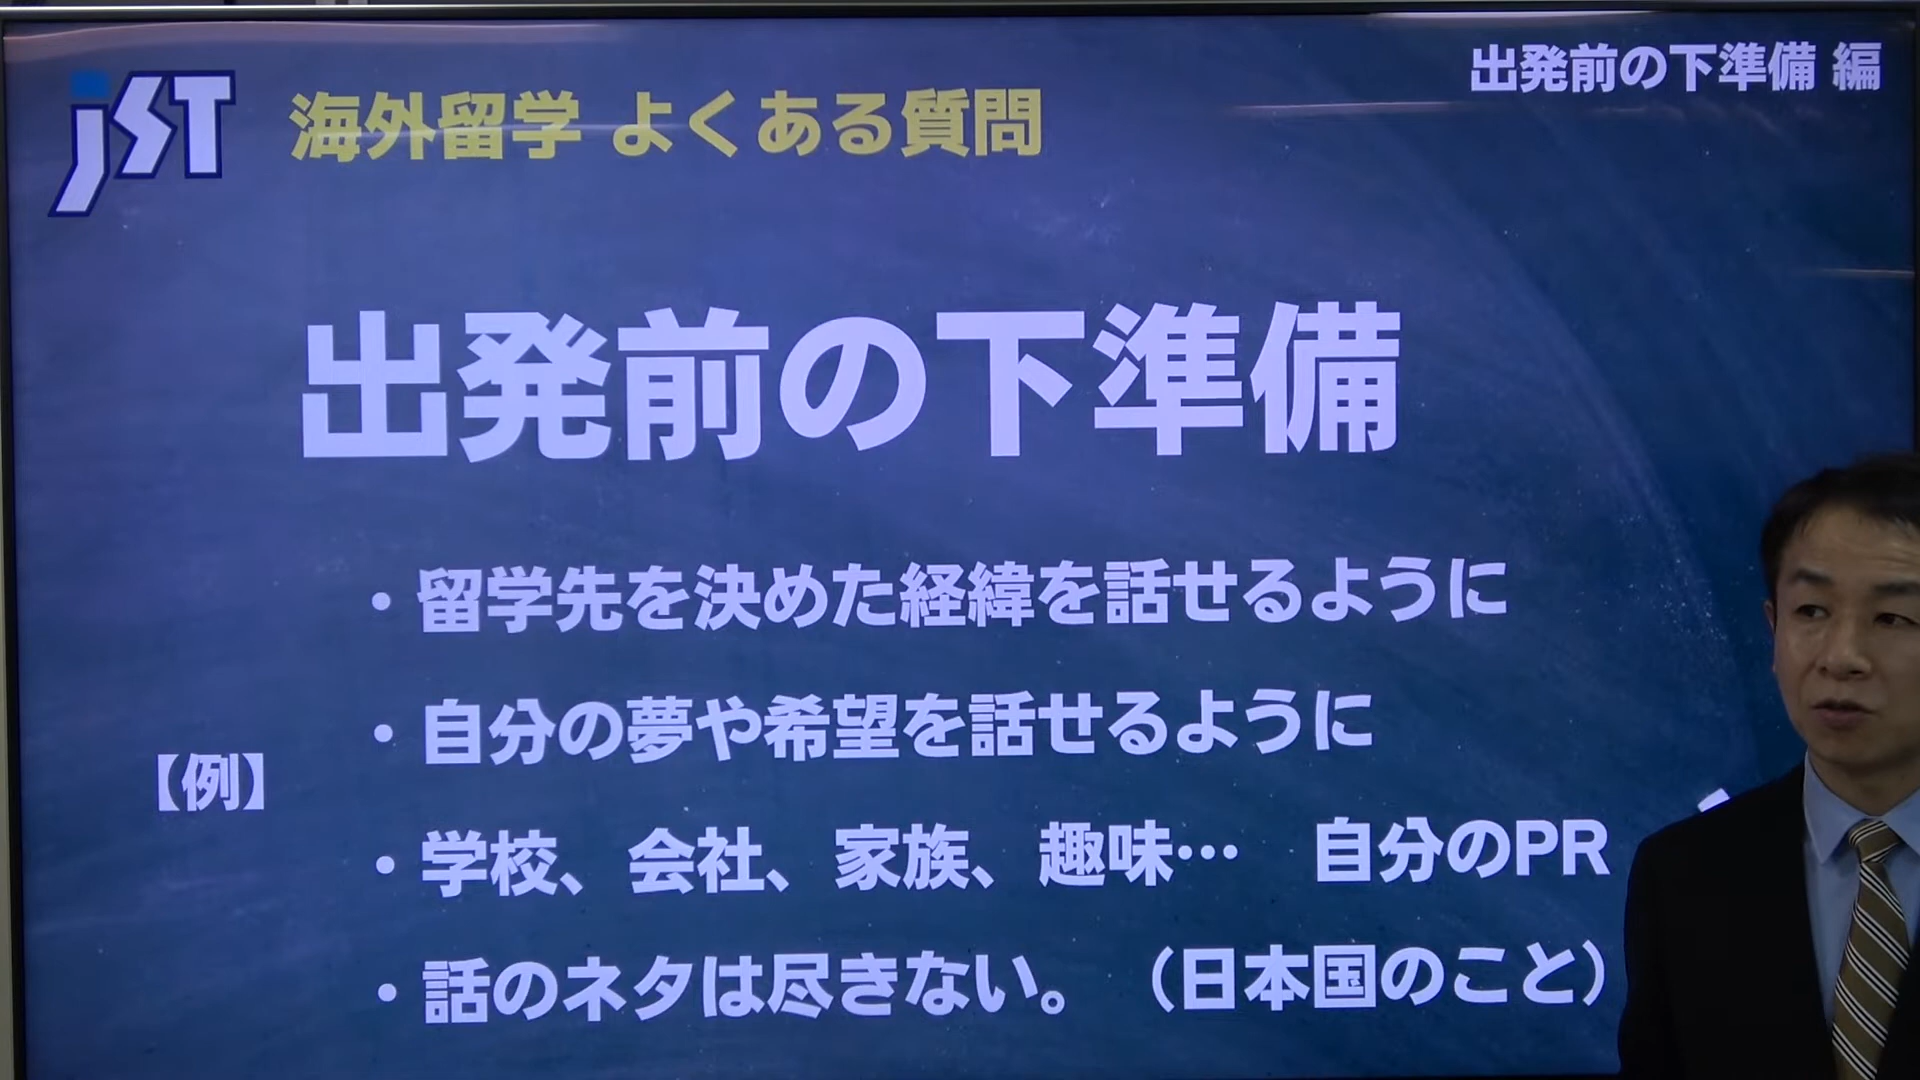 jST
海外留学 よくある質問
出発前の下準備 編
出発前の下準備
・留学先を決めた経緯を話せるように
・自分の夢や希望を話せるように
【例】
・学校、会社、家族、趣味… 自分のPR
・話のネタは尽きない。（日本国のこと）